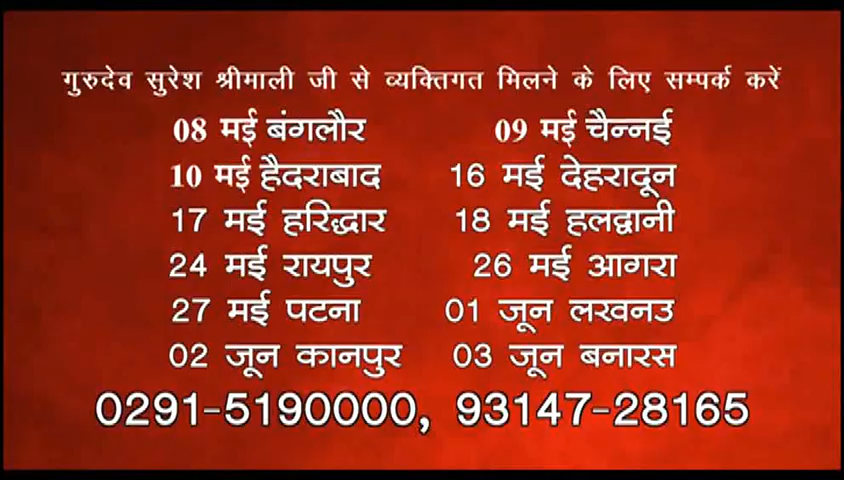 गुरुदेव सुरेश श्रीमाली जी से व्यक्तिगत मिलने के लिए सम्पर्क करें
08 मई बंगलौर 09 मई चैन्नई
10 मई हैदराबाद 16 मई देहरादून
17 मई हरिद्धार 18 मई हलद्वानी
24 मई रायपुर 26 मई आगरा
27 मई पटना 01 जून लखनउ
02 जून कानपुर 03 जून बनारस
0291-5190000, 93147-28165